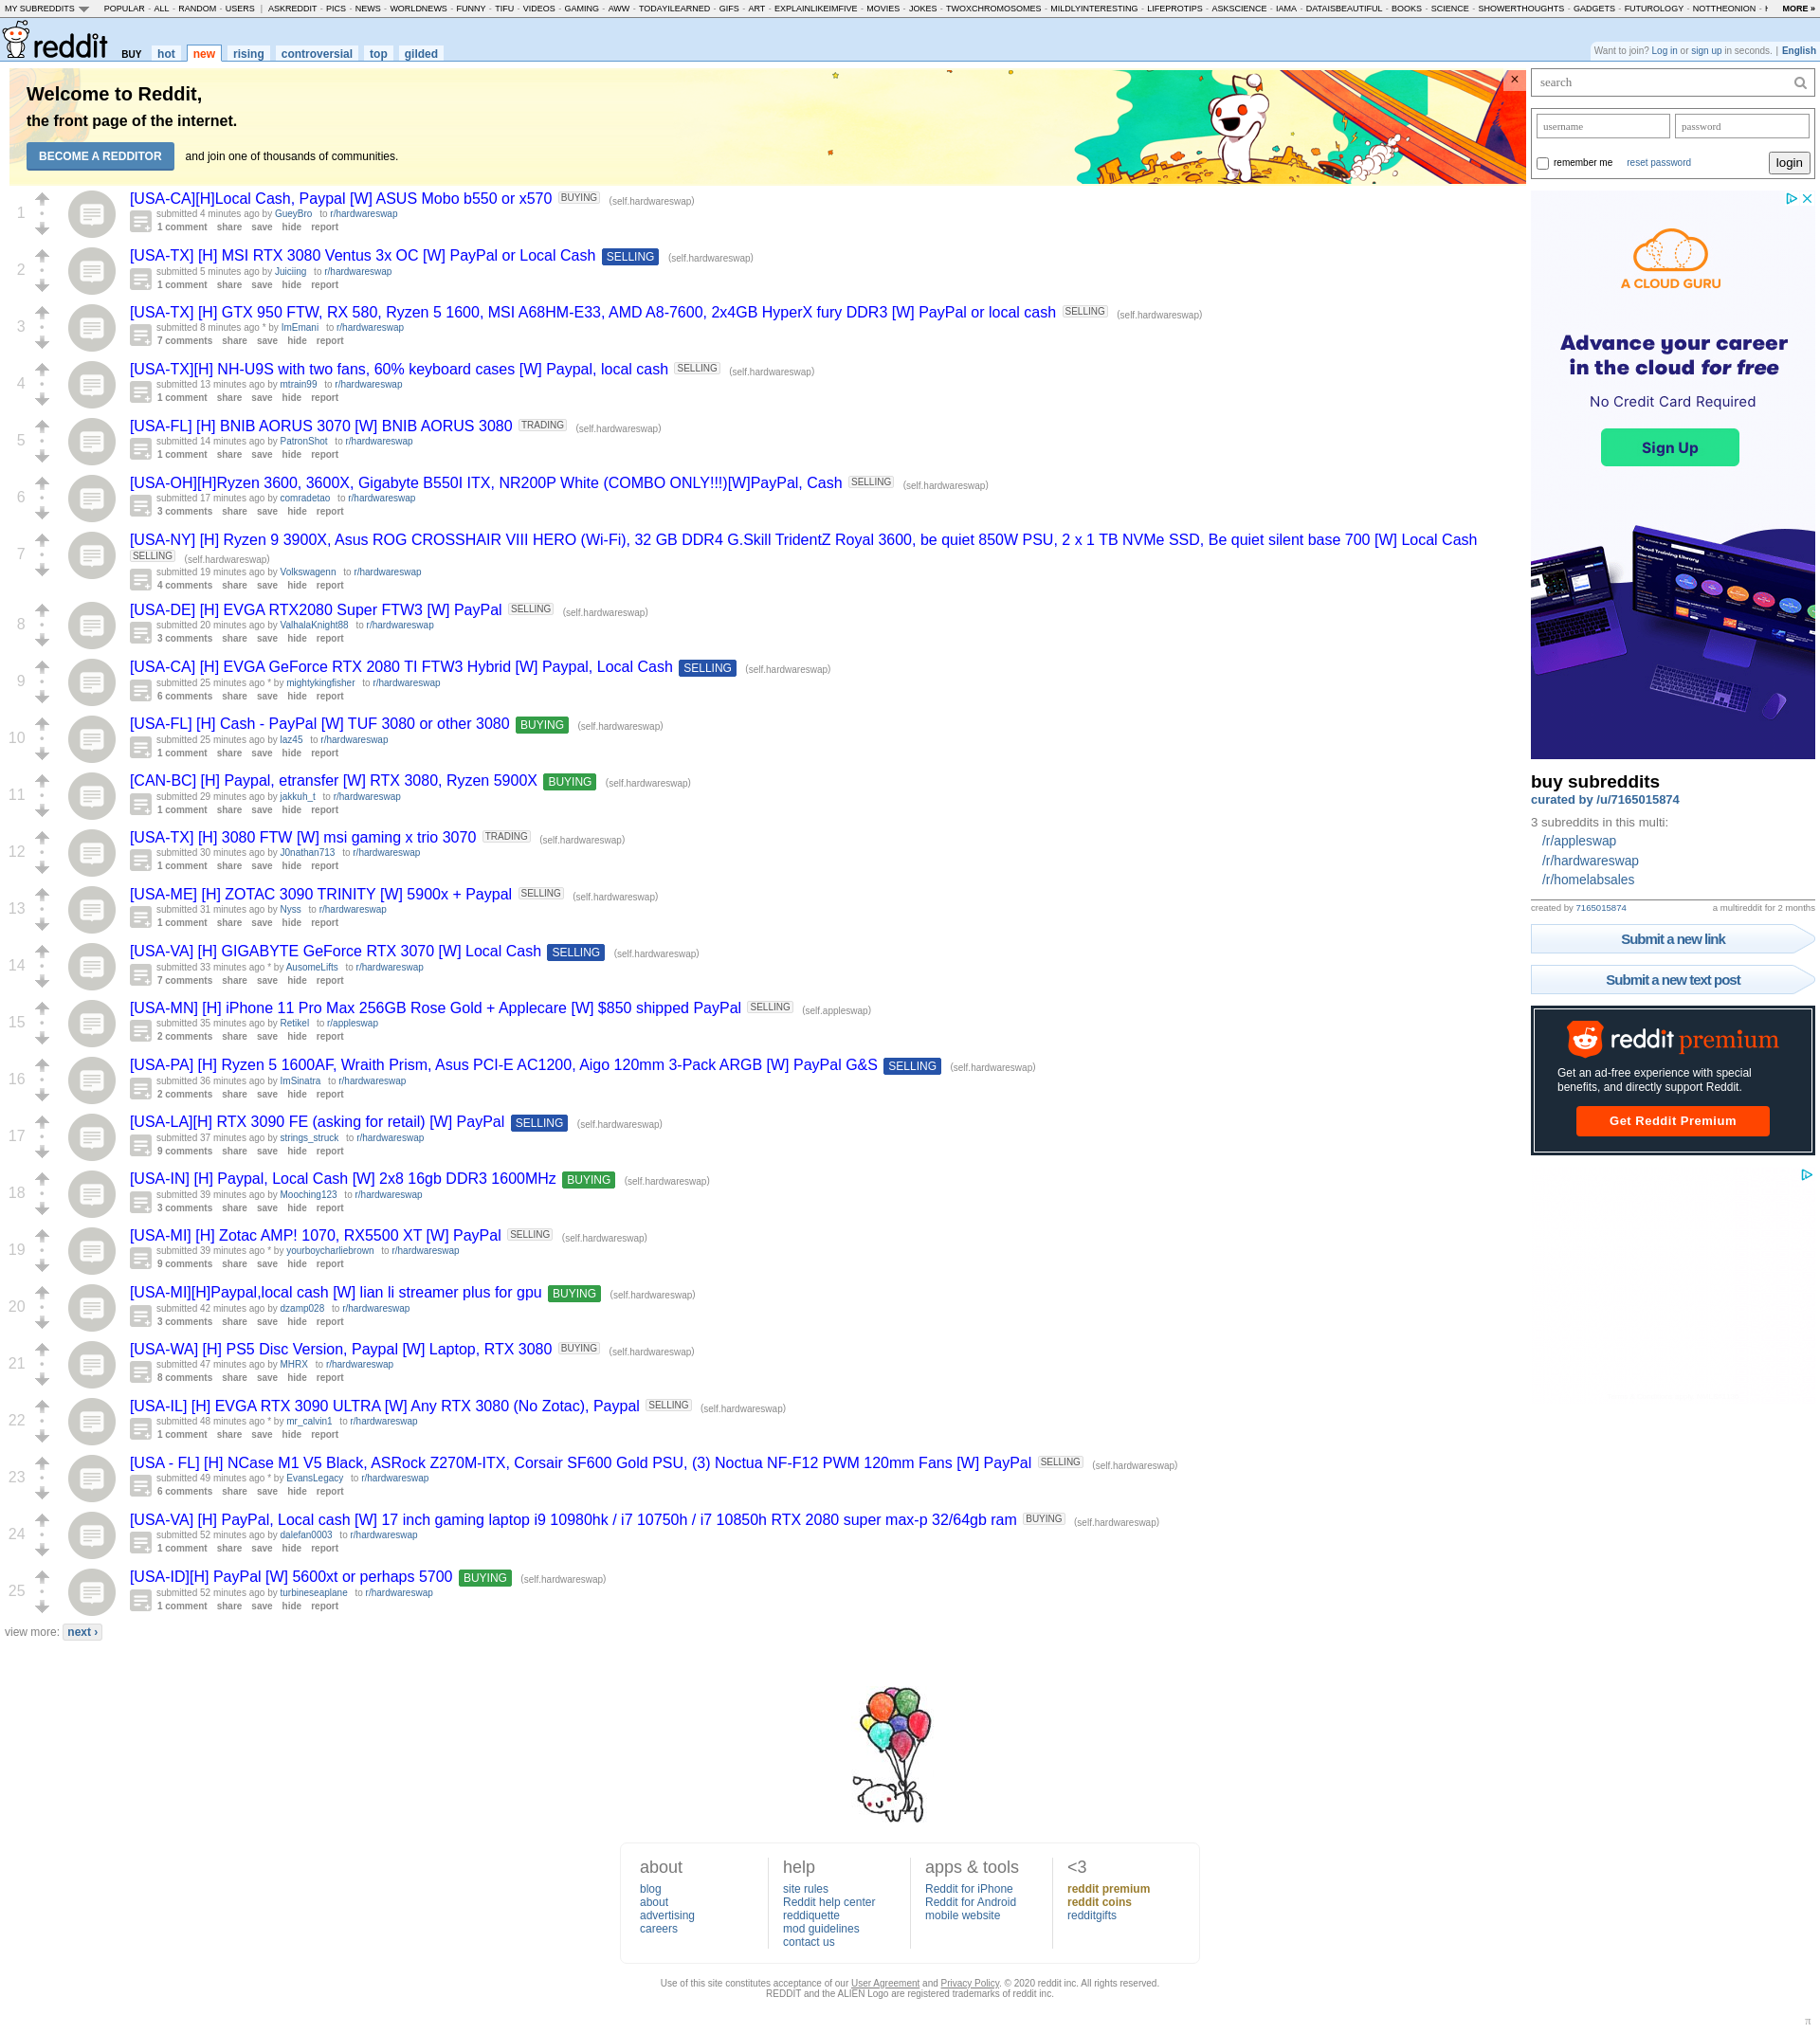 MY SUBREDDITS POPULAR - ALL - RANDOM - USERS | ASKREDDIT - PICS - NEWS - WORLDNEWS - FUNNY - TIFU - VIDEOS - GAMING - AWW - TODAYILEARNED - GIFS - ART - EXPLAINLIKEIMFIVE - MOVIES - JOKES - TWOXCHROMOSOMES - MILDLYINTERESTING - LIFEPROTIPS - ASKSCIENCE - IAMA - DATAISBEAUTIFUL - BOOKS - SCIENCE - SHOWERTHOUGHTS - GADGETS - FUTUROLOGY - NOTTHEONION - MORE »
reddit BUY hot new rising controversial top gilded
Want to join? Log in or sign up in seconds. | English
Welcome to Reddit,
the front page of the internet.
BECOME A REDDITOR and join one of thousands of communities.
×
1
[USA-CA][H]Local Cash, Paypal [W] ASUS Mobo b550 or x570 BUYING (self.hardwareswap)
submitted 4 minutes ago by GueyBro to r/hardwareswap
1 comment share save hide report
2
[USA-TX] [H] MSI RTX 3080 Ventus 3x OC [W] PayPal or Local Cash SELLING (self.hardwareswap)
submitted 5 minutes ago by Juiciing to r/hardwareswap
1 comment share save hide report
3
[USA-TX] [H] GTX 950 FTW, RX 580, Ryzen 5 1600, MSI A68HM-E33, AMD A8-7600, 2x4GB HyperX fury DDR3 [W] PayPal or local cash SELLING (self.hardwareswap)
submitted 8 minutes ago * by ImEmani to r/hardwareswap
7 comments share save hide report
4
[USA-TX][H] NH-U9S with two fans, 60% keyboard cases [W] Paypal, local cash SELLING (self.hardwareswap)
submitted 13 minutes ago by mtrain99 to r/hardwareswap
1 comment share save hide report
5
[USA-FL] [H] BNIB AORUS 3070 [W] BNIB AORUS 3080 TRADING (self.hardwareswap)
submitted 14 minutes ago by PatronShot to r/hardwareswap
1 comment share save hide report
6
[USA-OH][H]Ryzen 3600, 3600X, Gigabyte B550I ITX, NR200P White (COMBO ONLY!!!)[W]PayPal, Cash SELLING (self.hardwareswap)
submitted 17 minutes ago by comradetao to r/hardwareswap
3 comments share save hide report
7
[USA-NY] [H] Ryzen 9 3900X, Asus ROG CROSSHAIR VIII HERO (Wi-Fi), 32 GB DDR4 G.Skill TridentZ Royal 3600, be quiet 850W PSU, 2 x 1 TB NVMe SSD, Be quiet silent base 700 [W] Local Cash
SELLING (self.hardwareswap)
submitted 19 minutes ago by Volkswagenn to r/hardwareswap
4 comments share save hide report
8
[USA-DE] [H] EVGA RTX2080 Super FTW3 [W] PayPal SELLING (self.hardwareswap)
submitted 20 minutes ago by ValhalaKnight88 to r/hardwareswap
3 comments share save hide report
9
[USA-CA] [H] EVGA GeForce RTX 2080 TI FTW3 Hybrid [W] Paypal, Local Cash SELLING (self.hardwareswap)
submitted 25 minutes ago * by mightykingfisher to r/hardwareswap
6 comments share save hide report
10
[USA-FL] [H] Cash - PayPal [W] TUF 3080 or other 3080 BUYING (self.hardwareswap)
submitted 25 minutes ago by laz45 to r/hardwareswap
1 comment share save hide report
11
[CAN-BC] [H] Paypal, etransfer [W] RTX 3080, Ryzen 5900X BUYING (self.hardwareswap)
submitted 29 minutes ago by jakkuh_t to r/hardwareswap
1 comment share save hide report
12
[USA-TX] [H] 3080 FTW [W] msi gaming x trio 3070 TRADING (self.hardwareswap)
submitted 30 minutes ago by J0nathan713 to r/hardwareswap
1 comment share save hide report
13
[USA-ME] [H] ZOTAC 3090 TRINITY [W] 5900x + Paypal SELLING (self.hardwareswap)
submitted 31 minutes ago by Nyss to r/hardwareswap
1 comment share save hide report
14
[USA-VA] [H] GIGABYTE GeForce RTX 3070 [W] Local Cash SELLING (self.hardwareswap)
submitted 33 minutes ago * by AusomeLifts to r/hardwareswap
7 comments share save hide report
15
[USA-MN] [H] iPhone 11 Pro Max 256GB Rose Gold + Applecare [W] $850 shipped PayPal SELLING (self.appleswap)
submitted 35 minutes ago by Retikel to r/appleswap
2 comments share save hide report
16
[USA-PA] [H] Ryzen 5 1600AF, Wraith Prism, Asus PCI-E AC1200, Aigo 120mm 3-Pack ARGB [W] PayPal G&S SELLING (self.hardwareswap)
submitted 36 minutes ago by ImSinatra to r/hardwareswap
2 comments share save hide report
17
[USA-LA][H] RTX 3090 FE (asking for retail) [W] PayPal SELLING (self.hardwareswap)
submitted 37 minutes ago by strings_struck to r/hardwareswap
9 comments share save hide report
18
[USA-IN] [H] Paypal, Local Cash [W] 2x8 16gb DDR3 1600MHz BUYING (self.hardwareswap)
submitted 39 minutes ago by Mooching123 to r/hardwareswap
3 comments share save hide report
19
[USA-MI] [H] Zotac AMP! 1070, RX5500 XT [W] PayPal SELLING (self.hardwareswap)
submitted 39 minutes ago * by yourboycharliebrown to r/hardwareswap
9 comments share save hide report
20
[USA-MI][H]Paypal,local cash [W] lian li streamer plus for gpu BUYING (self.hardwareswap)
submitted 42 minutes ago by dzamp028 to r/hardwareswap
3 comments share save hide report
21
[USA-WA] [H] PS5 Disc Version, Paypal [W] Laptop, RTX 3080 BUYING (self.hardwareswap)
submitted 47 minutes ago by MHRX to r/hardwareswap
8 comments share save hide report
22
[USA-IL] [H] EVGA RTX 3090 ULTRA [W] Any RTX 3080 (No Zotac), Paypal SELLING (self.hardwareswap)
submitted 48 minutes ago * by mr_calvin1 to r/hardwareswap
1 comment share save hide report
23
[USA - FL] [H] NCase M1 V5 Black, ASRock Z270M-ITX, Corsair SF600 Gold PSU, (3) Noctua NF-F12 PWM 120mm Fans [W] PayPal SELLING (self.hardwareswap)
submitted 49 minutes ago * by EvansLegacy to r/hardwareswap
6 comments share save hide report
24
[USA-VA] [H] PayPal, Local cash [W] 17 inch gaming laptop i9 10980hk / i7 10750h / i7 10850h RTX 2080 super max-p 32/64gb ram BUYING (self.hardwareswap)
submitted 52 minutes ago by dalefan0003 to r/hardwareswap
1 comment share save hide report
25
[USA-ID][H] PayPal [W] 5600xt or perhaps 5700 BUYING (self.hardwareswap)
submitted 52 minutes ago by turbineseaplane to r/hardwareswap
1 comment share save hide report
view more: next ›
search
username password
remember me reset password login
A CLOUD GURU
Advance your career
in the cloud for free
No Credit Card Required
Sign Up
Cloud Training Library
buy subreddits
curated by /u/7165015874
3 subreddits in this multi:
/r/appleswap
/r/hardwareswap
/r/homelabsales
created by 7165015874 a multireddit for 2 months
Submit a new link
Submit a new text post
reddit premium
Get an ad-free experience with special
benefits, and directly support Reddit.
Get Reddit Premium
about
blog
about
advertising
careers
help
site rules
Reddit help center
reddiquette
mod guidelines
contact us
apps & tools
Reddit for iPhone
Reddit for Android
mobile website
<3
reddit premium
reddit coins
redditgifts
Use of this site constitutes acceptance of our User Agreement and Privacy Policy. © 2020 reddit inc. All rights reserved.
REDDIT and the ALIEN Logo are registered trademarks of reddit inc.
π